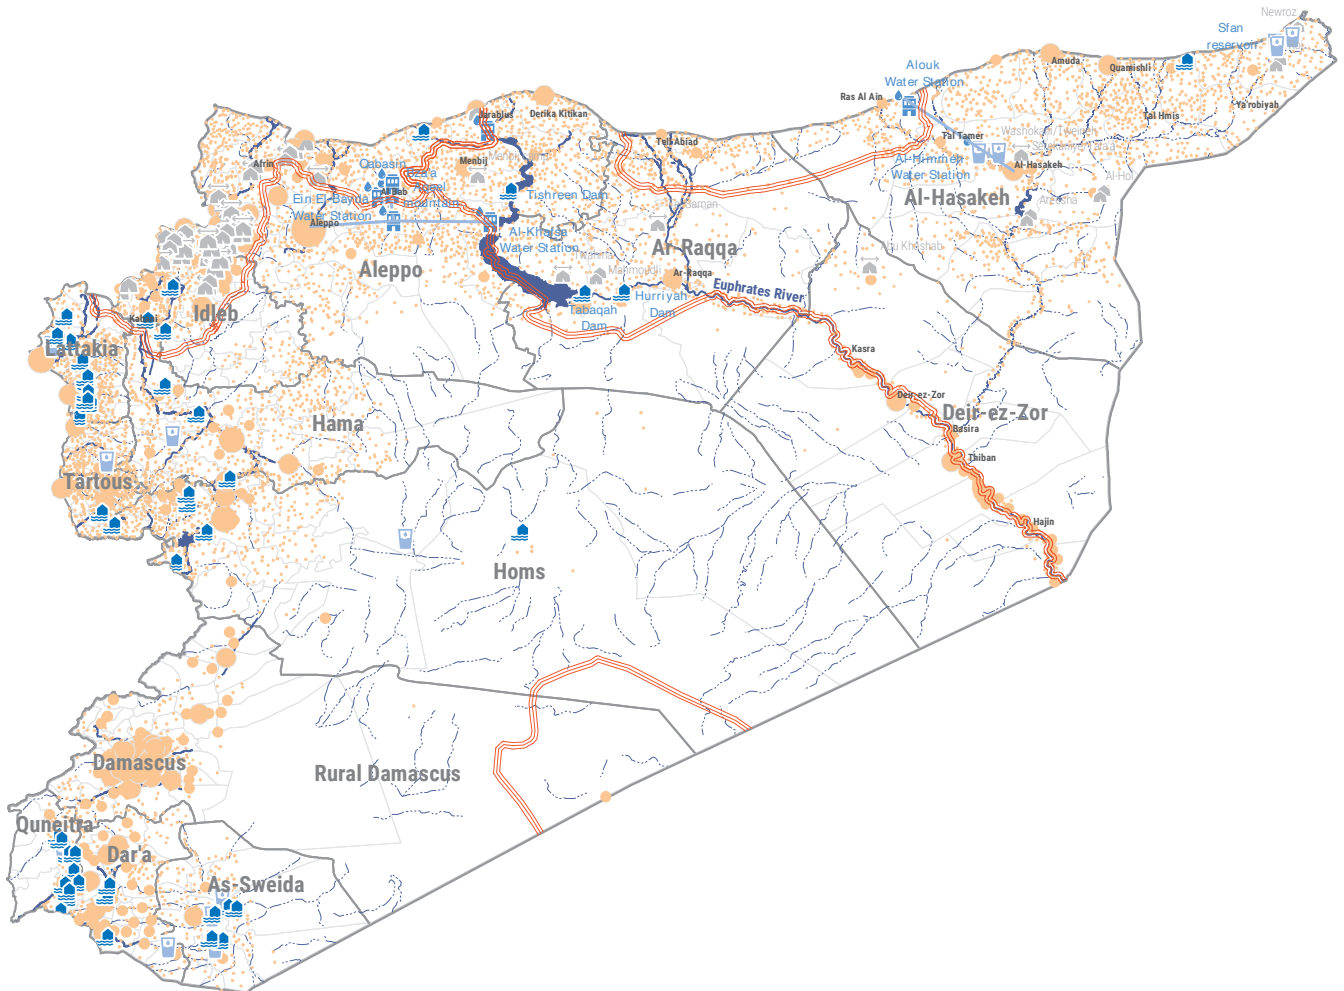 Newroz
Sfan
reservoir
Amuda
Quamishli
Alouk
Water Station
Ras Al Ain
Ya'robiyah
Tal Hmis
Jarablus
Derika Kitikan
Tal Tamer
Washokani/Tweineh
Tell Abiad
Afrin
Qabasin
Menbij
Al-Himmeh
Water Station
Al-Hasakeh
Al-Hol
Al-Hasakeh
Al Bab
Tishreen Dam
Ein El-Bayda
Water Station
mountain
Areesha
Aleppo
Al-Khafsa
Water Station
Ar-Raqqa
Abu Khashab
Aleppo
Mahmoudli
Ar-Raqqa
Euphrates River
Hurriyah
Dam
Tabaqah
Dam
Idleb
Lattakia
Kasra
Deir-ez-Zor
Deir-ez-Zor
Hama
Basira
Thiban
Tartous
Hajin
Homs
Damascus
Rural Damascus
Quneitra
Dar'a
As-Sweida